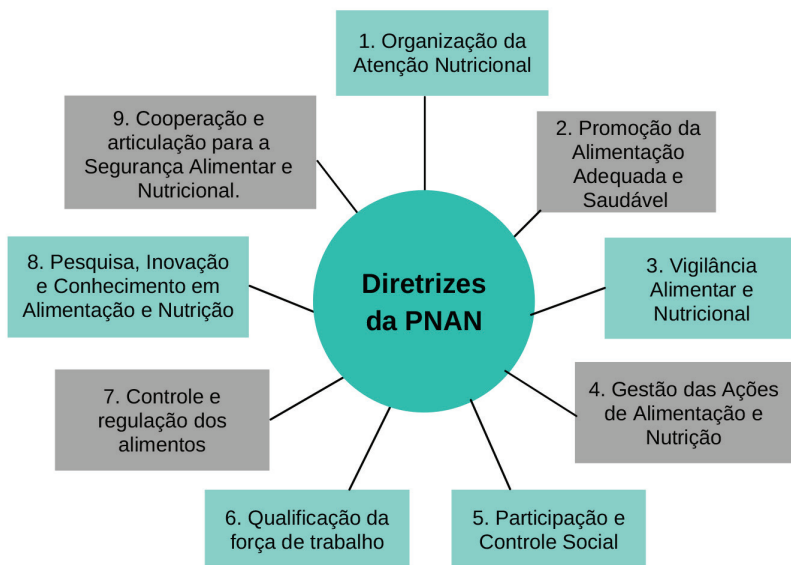 1. Organização da
Atenção Nutricional
9. Cooperação e
articulação para a
Segurança Alimentar e
Nutricional.
2. Promoção da
Alimentação
Adequada e
Saudável
8. Pesquisa, Inovação
e Conhecimento em
Alimentação e Nutrição
Diretrizes
da PNAN
3. Vigilância
Alimentar e
Nutricional
7. Controle e
regulação dos
alimentos
4. Gestão das Ações
de Alimentação e
Nutrição
6. Qualificação da
força de trabalho
5. Participação e
Controle Social